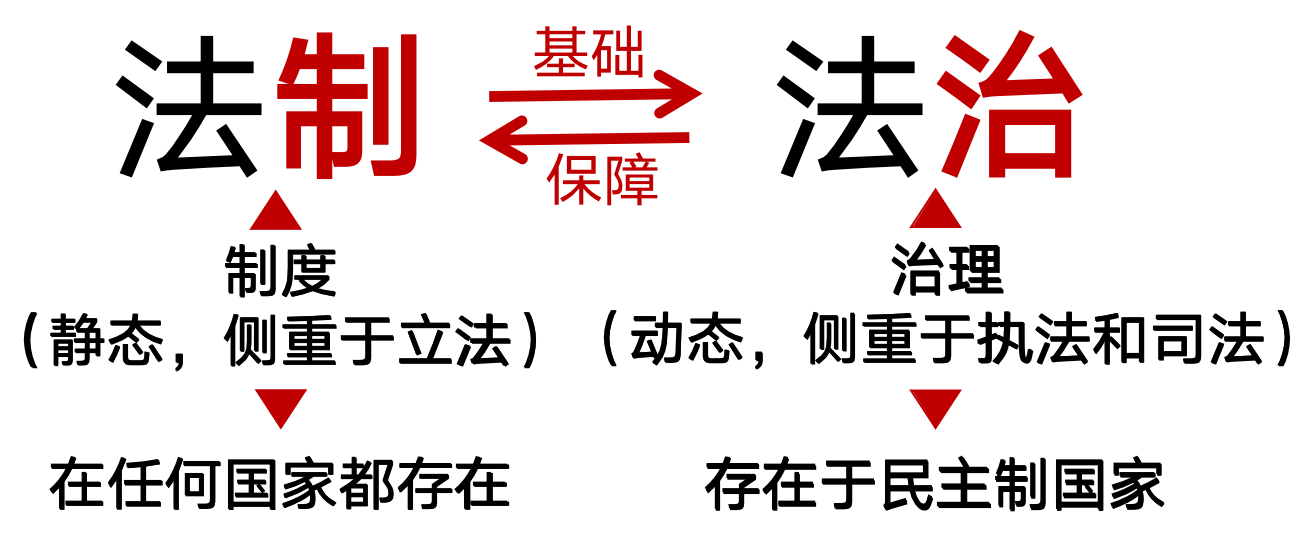 法制
基础
保障
法治
制度
（静态，侧重于立法）
在任何国家都存在
治理
（动态，侧重于执法和司法）
存在于民主制国家